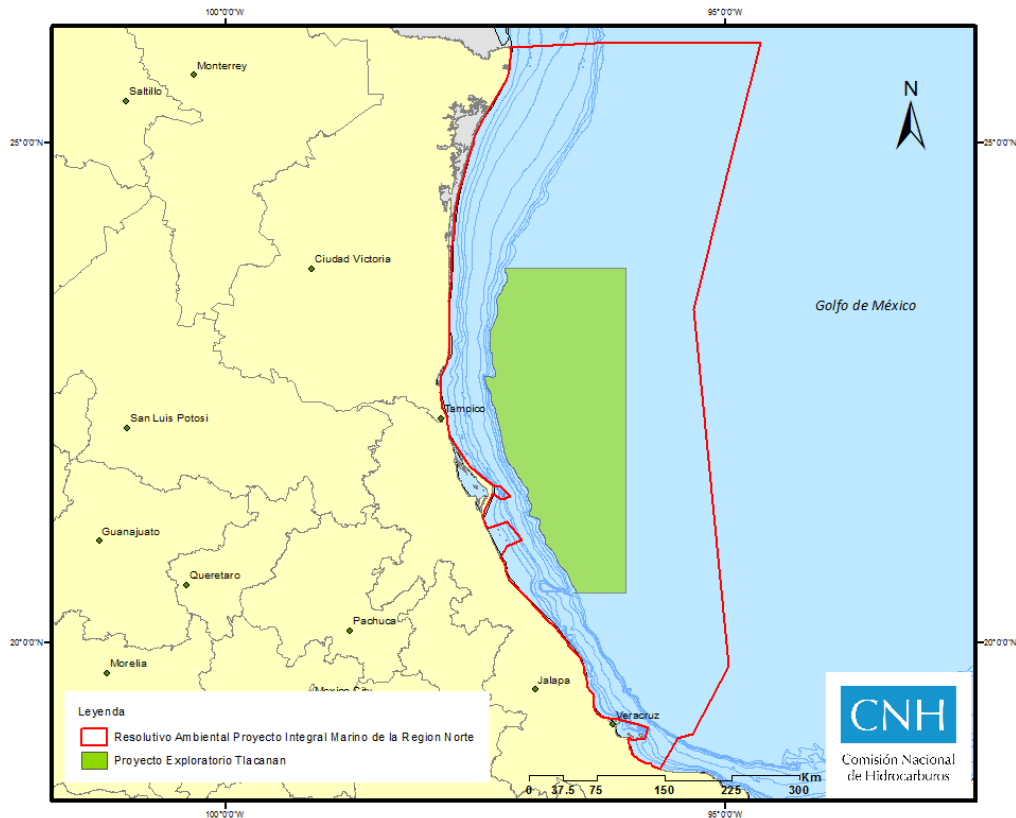 100°0'0"W
95°0'0"W
Monterrey
Saltillo
N
25°0'0"N
25°0'0"N
Ciudad Victoria
Golfo de México
Tampico
San Luis Potosi
Guanajuato
Queretaro
Pachuca
20°0'0"N
20°0'0"N
Morelia
Jalapa
Mexico City
Veracruz
Leyenda
Resolutivo Ambiental Proyecto Integral Marino de la Region Norte
Proyecto Exploratorio Tlacanan
Km
0 37.5 75 150 225 300
CNH
Comisión Nacional
de Hidrocarburos
100°0'0"W
95°0'0"W